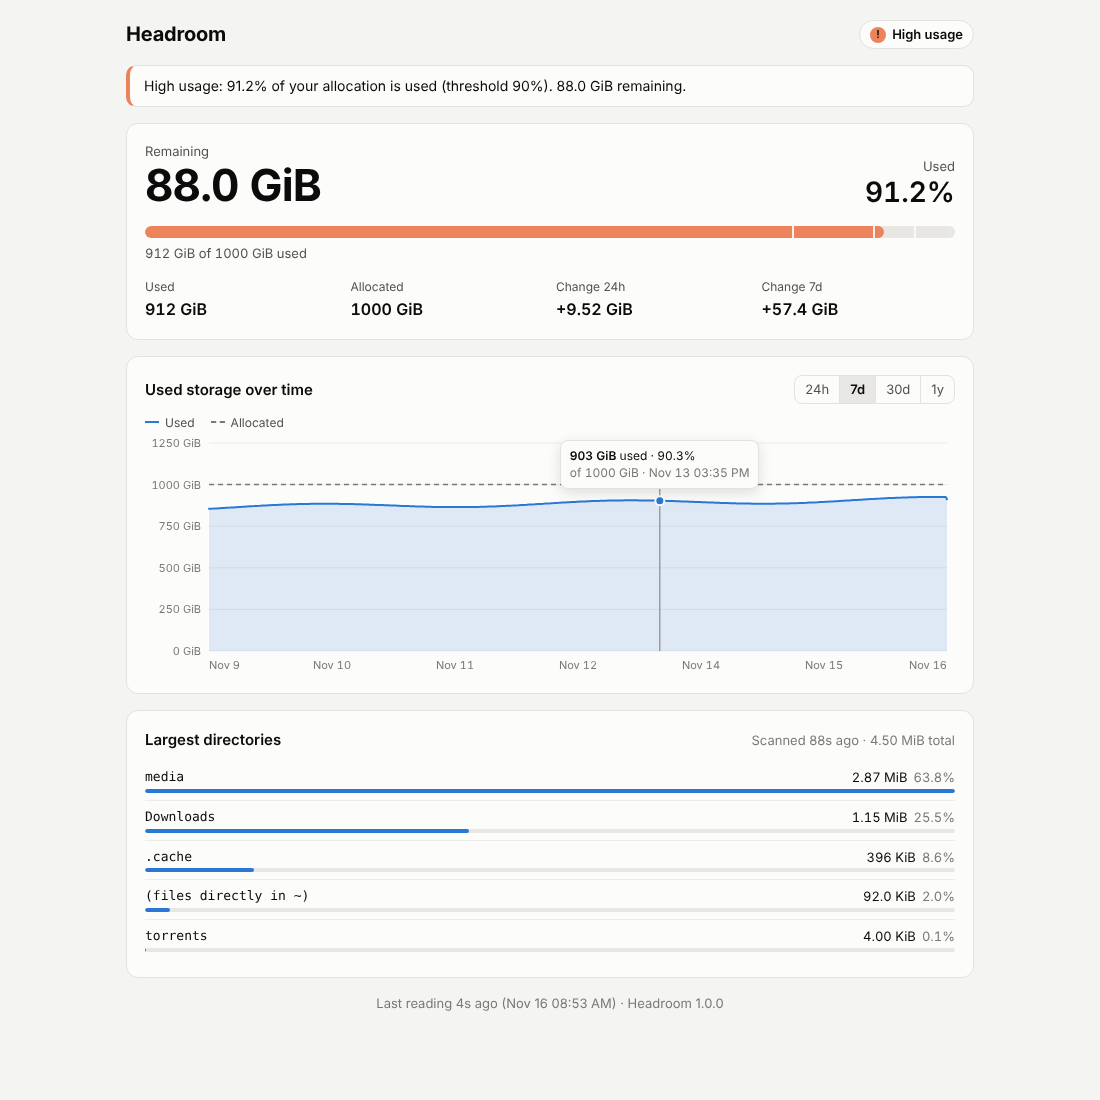 Headroom
! High usage
High usage: 91.2% of your allocation is used (threshold 90%). 88.0 GiB remaining.
Remaining
88.0 GiB
Used
91.2%
912 GiB of 1000 GiB used
Used Allocated Change 24h Change 7d
912 GiB 1000 GiB +9.52 GiB +57.4 GiB
Used storage over time
24h 7d 30d 1y
Used Allocated
1250 GiB
903 GiB used · 90.3%
of 1000 GiB · Nov 13 03:35 PM
1000 GiB
750 GiB
500 GiB
250 GiB
0 GiB
Nov 9 Nov 10 Nov 11 Nov 12 Nov 14 Nov 15 Nov 16
Largest directories
Scanned 88s ago · 4.50 MiB total
media 2.87 MiB 63.8%
Downloads 1.15 MiB 25.5%
.cache 396 KiB 8.6%
(files directly in ~) 92.0 KiB 2.0%
torrents 4.00 KiB 0.1%
Last reading 4s ago (Nov 16 08:53 AM) · Headroom 1.0.0